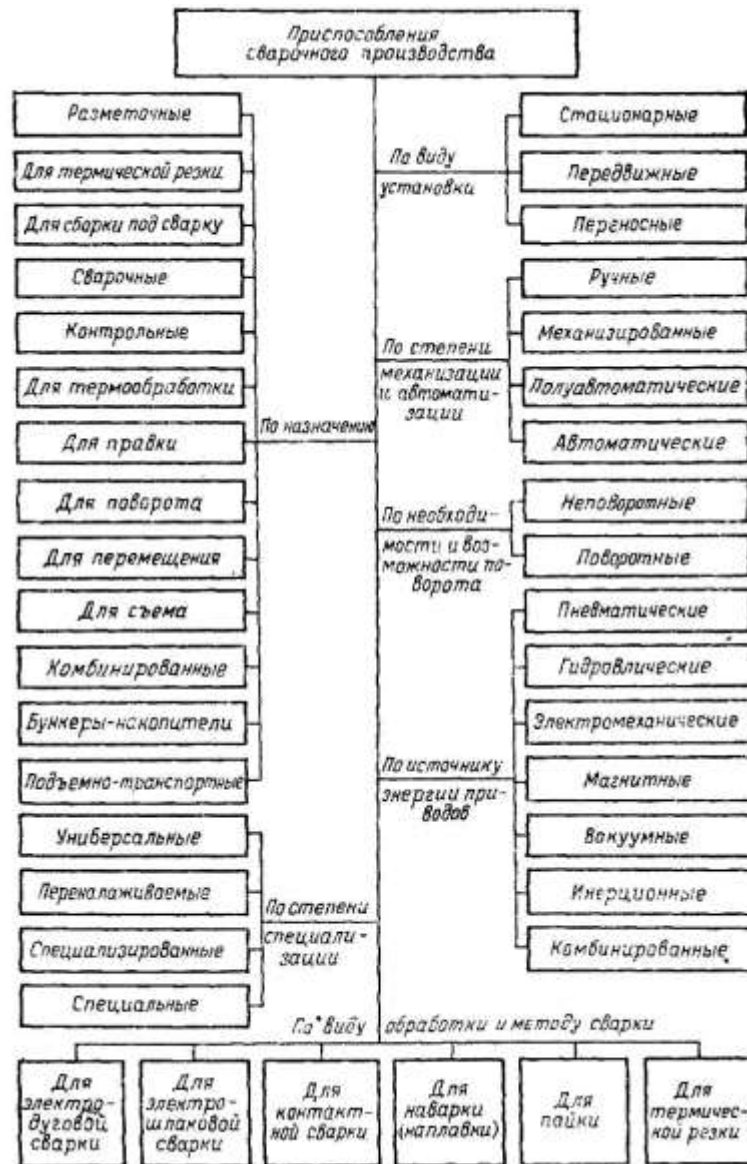 Приспособления
сварочного производства
Разметочные
Для термической резки
Для сборки под сварку
Сварочные
Контрольные
Для термообработки
Для правки
Для поворота
Для перемещения
Для съема
Комбинированные
Бункеры-накопители
Подъемно-транспортные
По назначению
Универсальные
Переналаживаемые
Специализированные
Специальные
По степени
специали-
зации
По виду
установки
Стационарные
Передвижные
Переносные
По степени
механизации
и автомати-
зации
Ручные
Механизированные
Полуавтоматические
Автоматические
По необходи-
мости и воз-
можности по-
ворота
Неповоротные
Поворотные
По источнику
энергии при-
водов
Пневматические
Гидровлические
Электромеханические
Магнитные
Вакуумные
Инерционные
Комбинированные
По виду обработки и методу сварки
Для
электро-
дуговой
сварки
Для
электро-
шлаковой
сварки
Для
контакт-
ной сварки
Для
наварки
(наплавки)
Для
пайки
Для
термичес-
кой резки